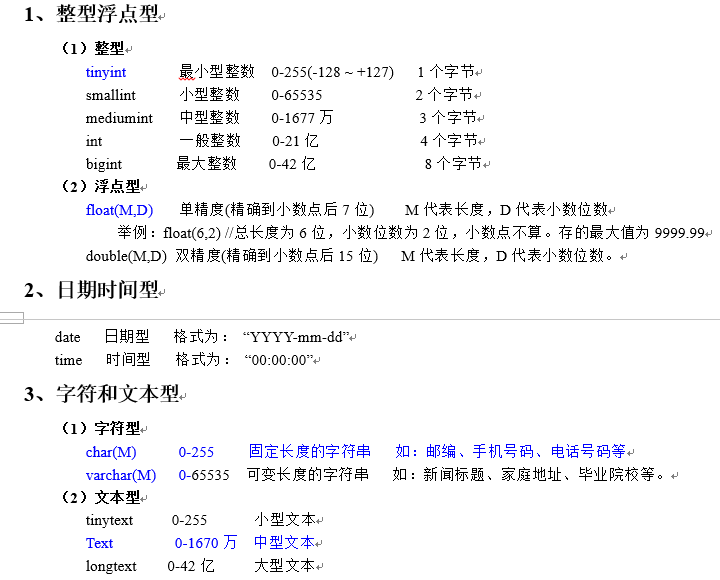 1、整型浮点型
（1）整型
tinyint 最小型整数 0-255(-128 ~ +127) 1 个字节
smallint 小型整数 0-65535 2 个字节
mediumint 中型整数 0-1677 万 3 个字节
int 一般整数 0-21 亿 4 个字节
bigint 最大整数 0-42 亿 8 个字节
（2）浮点型
float(M,D) 单精度(精确到小数点后 7 位) M 代表长度，D 代表小数位数
举例：float(6,2) //总长度为 6 位，小数位数为 2 位，小数点不算。存的最大值为 9999.99
double(M,D) 双精度(精确到小数点后 15 位) M 代表长度，D 代表小数位数。
2、日期时间型
date 日期型 格式为： “YYYY-mm-dd”
time 时间型 格式为： “00:00:00”
3、字符和文本型
（1）字符型
char(M) 0-255 固定长度的字符串 如：邮编、手机号码、电话号码等
varchar(M) 0-65535 可变长度的字符串 如：新闻标题、家庭地址、毕业院校等。
（2）文本型
tinytext 0-255 小型文本
Text 0-1670 万 中型文本
longtext 0-42 亿 大型文本